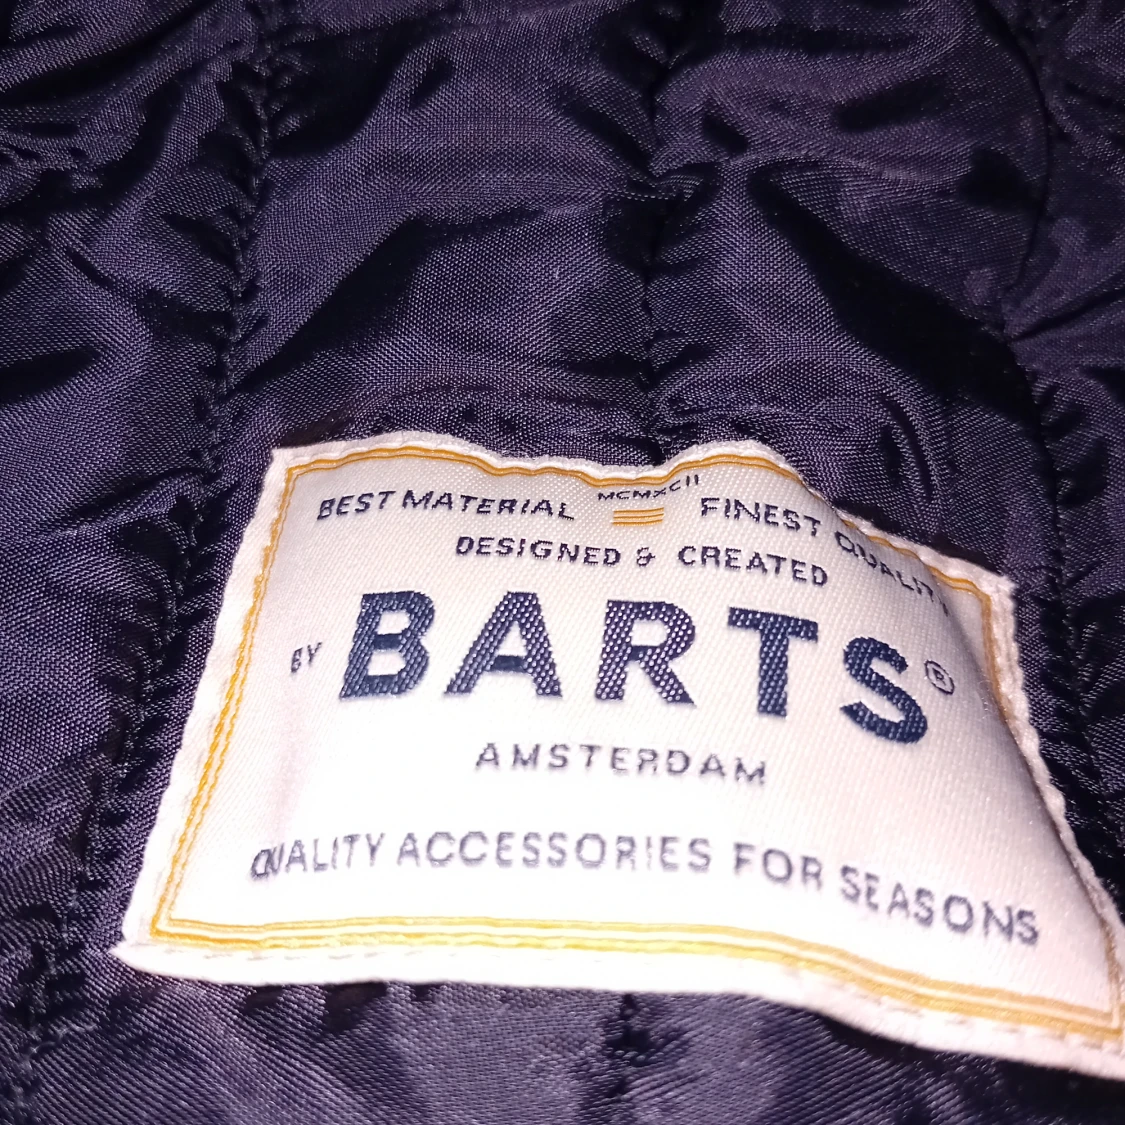 BEST MATERIAL MCMXCII FINEST QUALITY
DESIGNED & CREATED
BY BARTS®
AMSTERDAM
QUALITY ACCESSORIES FOR SEASONS